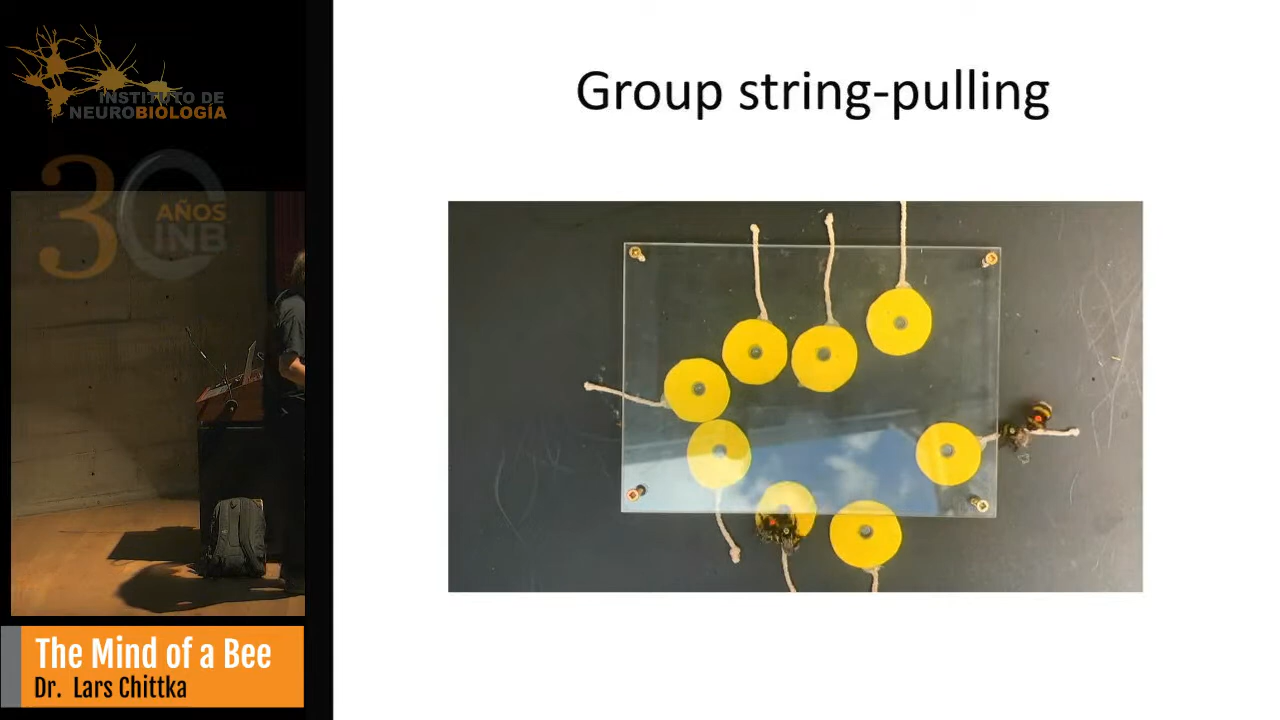 INSTITUTO DE
NEUROBIOLOGÍA
30
AÑOS
INB
Group string-pulling
The Mind of a Bee
Dr. Lars Chittka